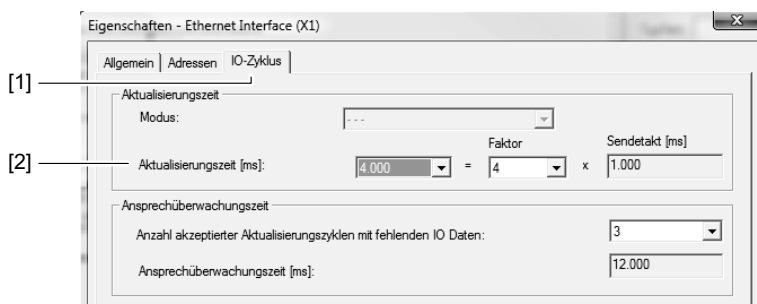 Eigenschaften - Ethernet Interface (X1)
Allgemein Adressen IO-Zyklus
[1]
Aktualisierungszeit
Modus: ---
Faktor Sendetakt [ms]
[2] Aktualisierungszeit [ms]: 4.000 = 4 x 1.000
Ansprechüberwachungszeit
Anzahl akzeptierter Aktualisierungszyklen mit fehlenden IO Daten: 3
Ansprechüberwachungszeit [ms]: 12.000